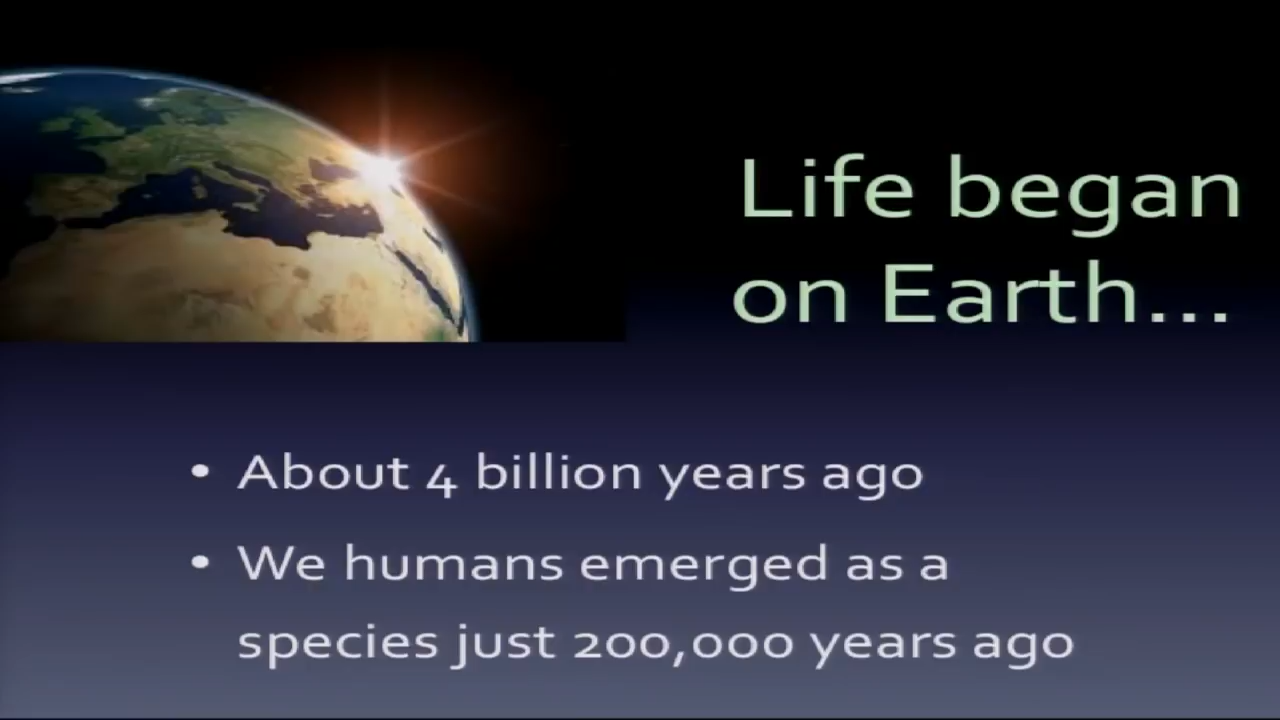 Life began
on Earth...
• About 4 billion years ago
• We humans emerged as a
species just 200,000 years ago